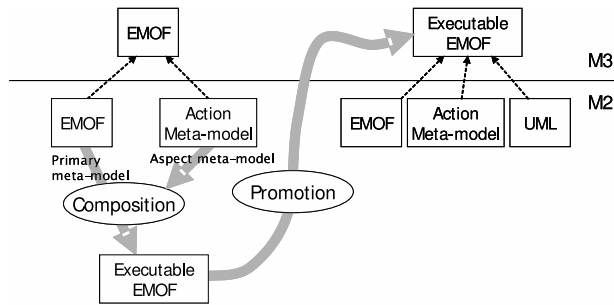 EMOF
Executable
EMOF
M3
M2
EMOF
Action
Meta-model
EMOF
Action
Meta-model
UML
Primary
meta-model
Aspect meta-model
Composition
Promotion
Executable
EMOF